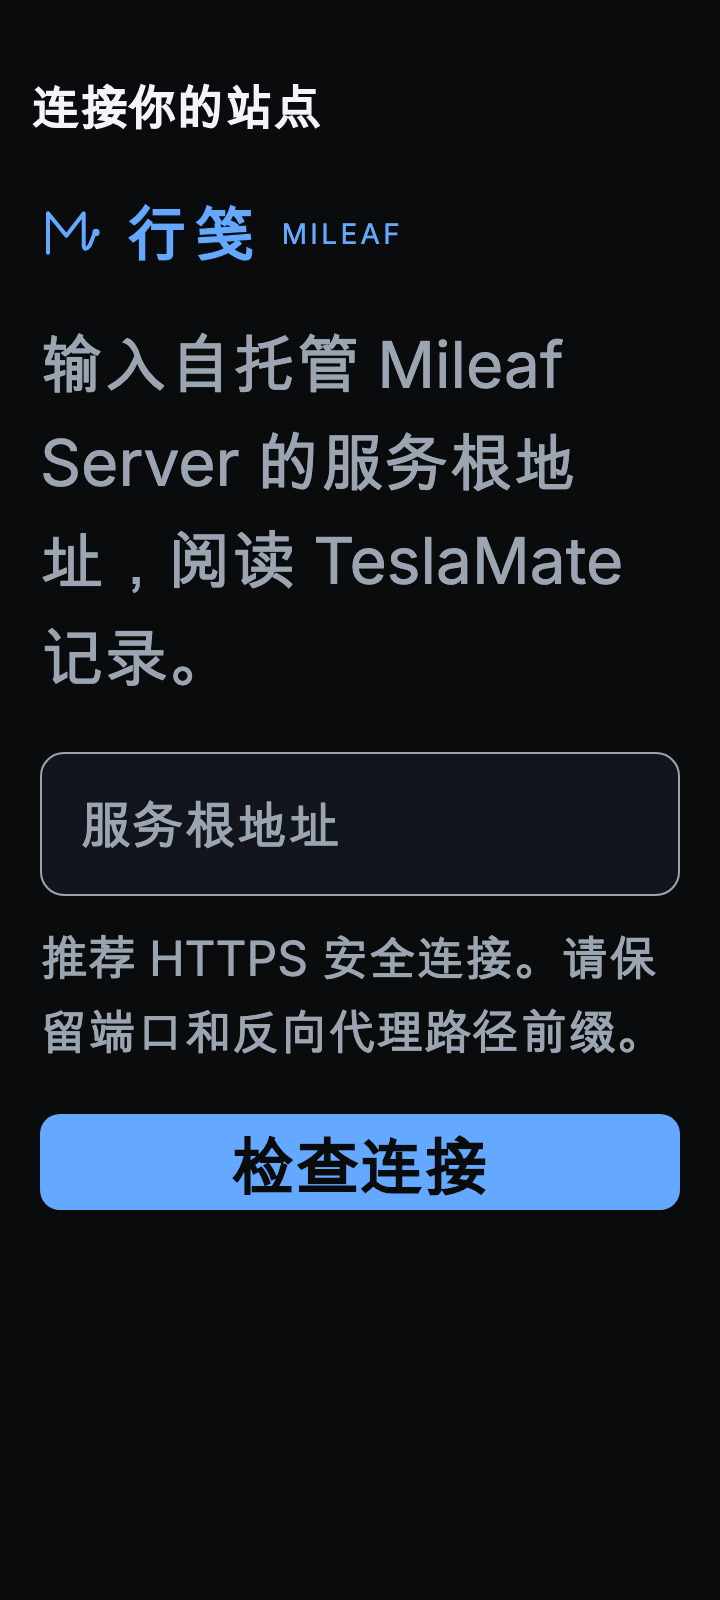 连接你的站点
行笺 MILEAF
输入自托管 Mileaf
Server 的服务根地
址，阅读 TeslaMate
记录。
服务根地址
推荐 HTTPS 安全连接。请保
留端口和反向代理路径前缀。
检查连接